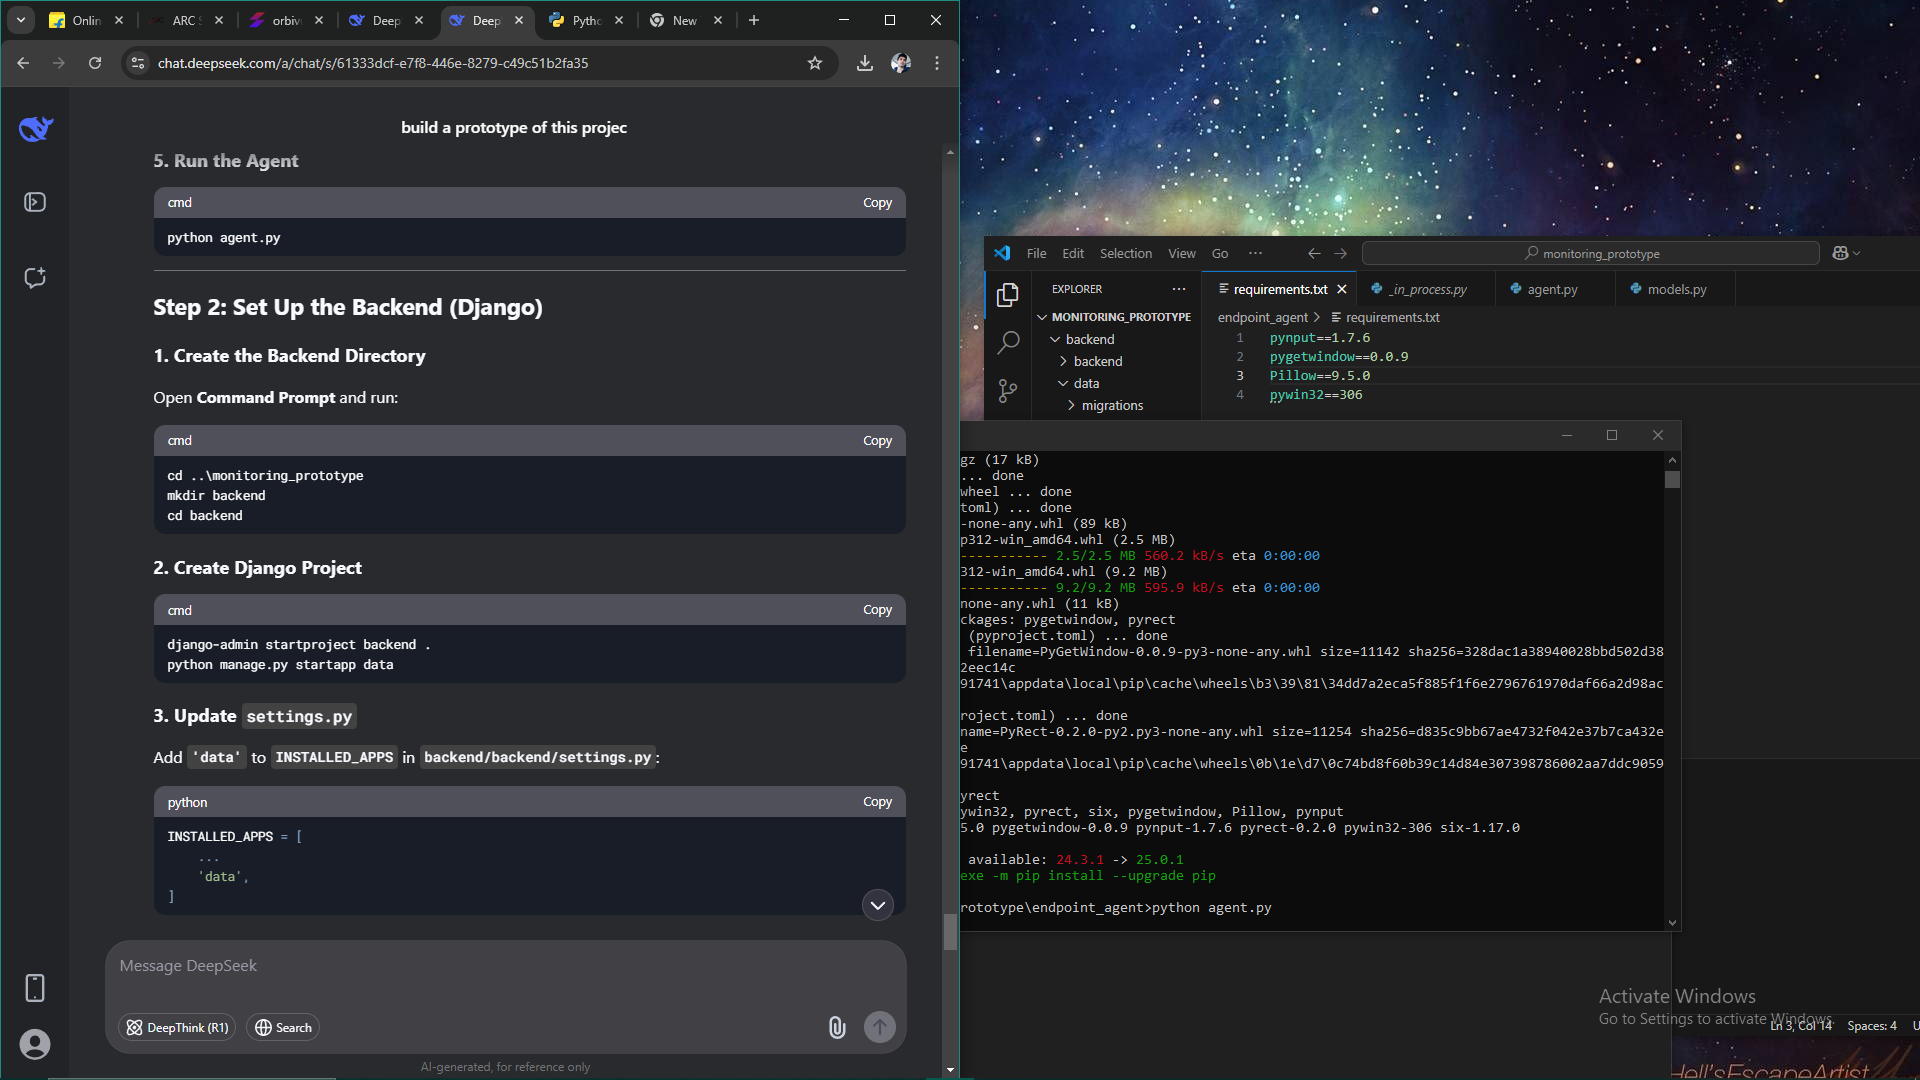 Onlin
ARC S
orbiv
Deep
Deep
Pytho
New
chat.deepseek.com/a/chat/s/61333dcf-e7f8-446e-8279-c49c51b2fa35
build a prototype of this projec
5. Run the Agent
cmd
Copy
python agent.py
Step 2: Set Up the Backend (Django)
1. Create the Backend Directory
Open Command Prompt and run:
cmd
Copy
cd ..\monitoring_prototype
mkdir backend
cd backend
2. Create Django Project
cmd
Copy
django-admin startproject backend .
python manage.py startapp data
3. Update settings.py
Add 'data' to INSTALLED_APPS in backend/backend/settings.py:
python
Copy
INSTALLED_APPS = [
...
'data',
]
Message DeepSeek
DeepThink (R1)
Search
AI-generated, for reference only
File Edit Selection View Go ...
monitoring_prototype
EXPLORER
requirements.txt
_in_process.py
agent.py
models.py
MONITORING_PROTOTYPE
backend
backend
data
migrations
endpoint_agent > requirements.txt
1 pynput==1.7.6
2 pygetwindow==0.0.9
3 Pillow==9.5.0
4 pywin32==306
gz (17 kB)
... done
wheel ... done
toml) ... done
-none-any.whl (89 kB)
p312-win_amd64.whl (2.5 MB)
----------- 2.5/2.5 MB 560.2 kB/s eta 0:00:00
312-win_amd64.whl (9.2 MB)
----------- 9.2/9.2 MB 595.9 kB/s eta 0:00:00
none-any.whl (11 kB)
ckages: pygetwindow, pyrect
(pyproject.toml) ... done
filename=PyGetWindow-0.0.9-py3-none-any.whl size=11142 sha256=328dac1a38940028bbd502d38
2eec14c
91741\appdata\local\pip\cache\wheels\b3\39\81\34dd7a2eca5f885f1f6e2796761970daf66a2d98ac
roject.toml) ... done
name=PyRect-0.2.0-py2.py3-none-any.whl size=11254 sha256=d835c9bb67ae4732f042e37b7ca432e
e
91741\appdata\local\pip\cache\wheels\0b\1e\d7\0c74bd8f60b39c14d84e307398786002aa7ddc9059
yrect
ywin32, pyrect, six, pygetwindow, Pillow, pynput
5.0 pygetwindow-0.0.9 pynput-1.7.6 pyrect-0.2.0 pywin32-306 six-1.17.0
available: 24.3.1 -> 25.0.1
exe -m pip install --upgrade pip
rototype\endpoint_agent>python agent.py
Activate Windows
Go to Settings to activate Windows.
Ln 3, Col 14
Spaces: 4
U
Hell'sEscapeArtist